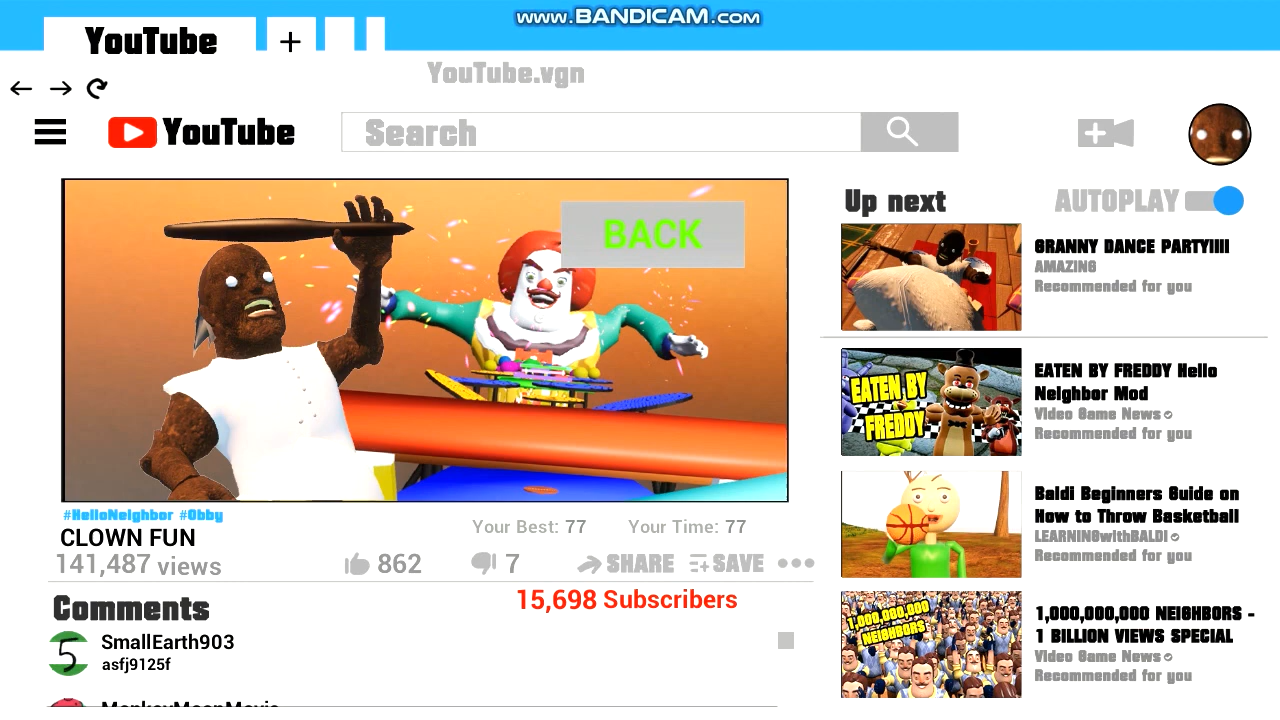 www.BANDICAM.com
YouTube
+
YouTube.vgn
YouTube
Search
BACK
#HelloNeighbor #Obby
CLOWN FUN
Your Best: 77
Your Time: 77
141,487 views
862
7
SHARE
SAVE
15,698 Subscribers
Comments
SmallEarth903
asfj9125f
MonkeyMoonMovie
Up next
AUTOPLAY
GRANNY DANCE PARTY!!!!
AMAZING
Recommended for you
EATEN BY
FREDDY
EATEN BY FREDDY Hello
Neighbor Mod
Video Game News
Recommended for you
Baldi Beginners Guide on
How to Throw Basketball
LEARNINGwithBALDI
Recommended for you
1,000,000,000
NEIGHBORS
1,000,000,000 NEIGHBORS -
1 BILLION VIEWS SPECIAL
Video Game News
Recommended for you